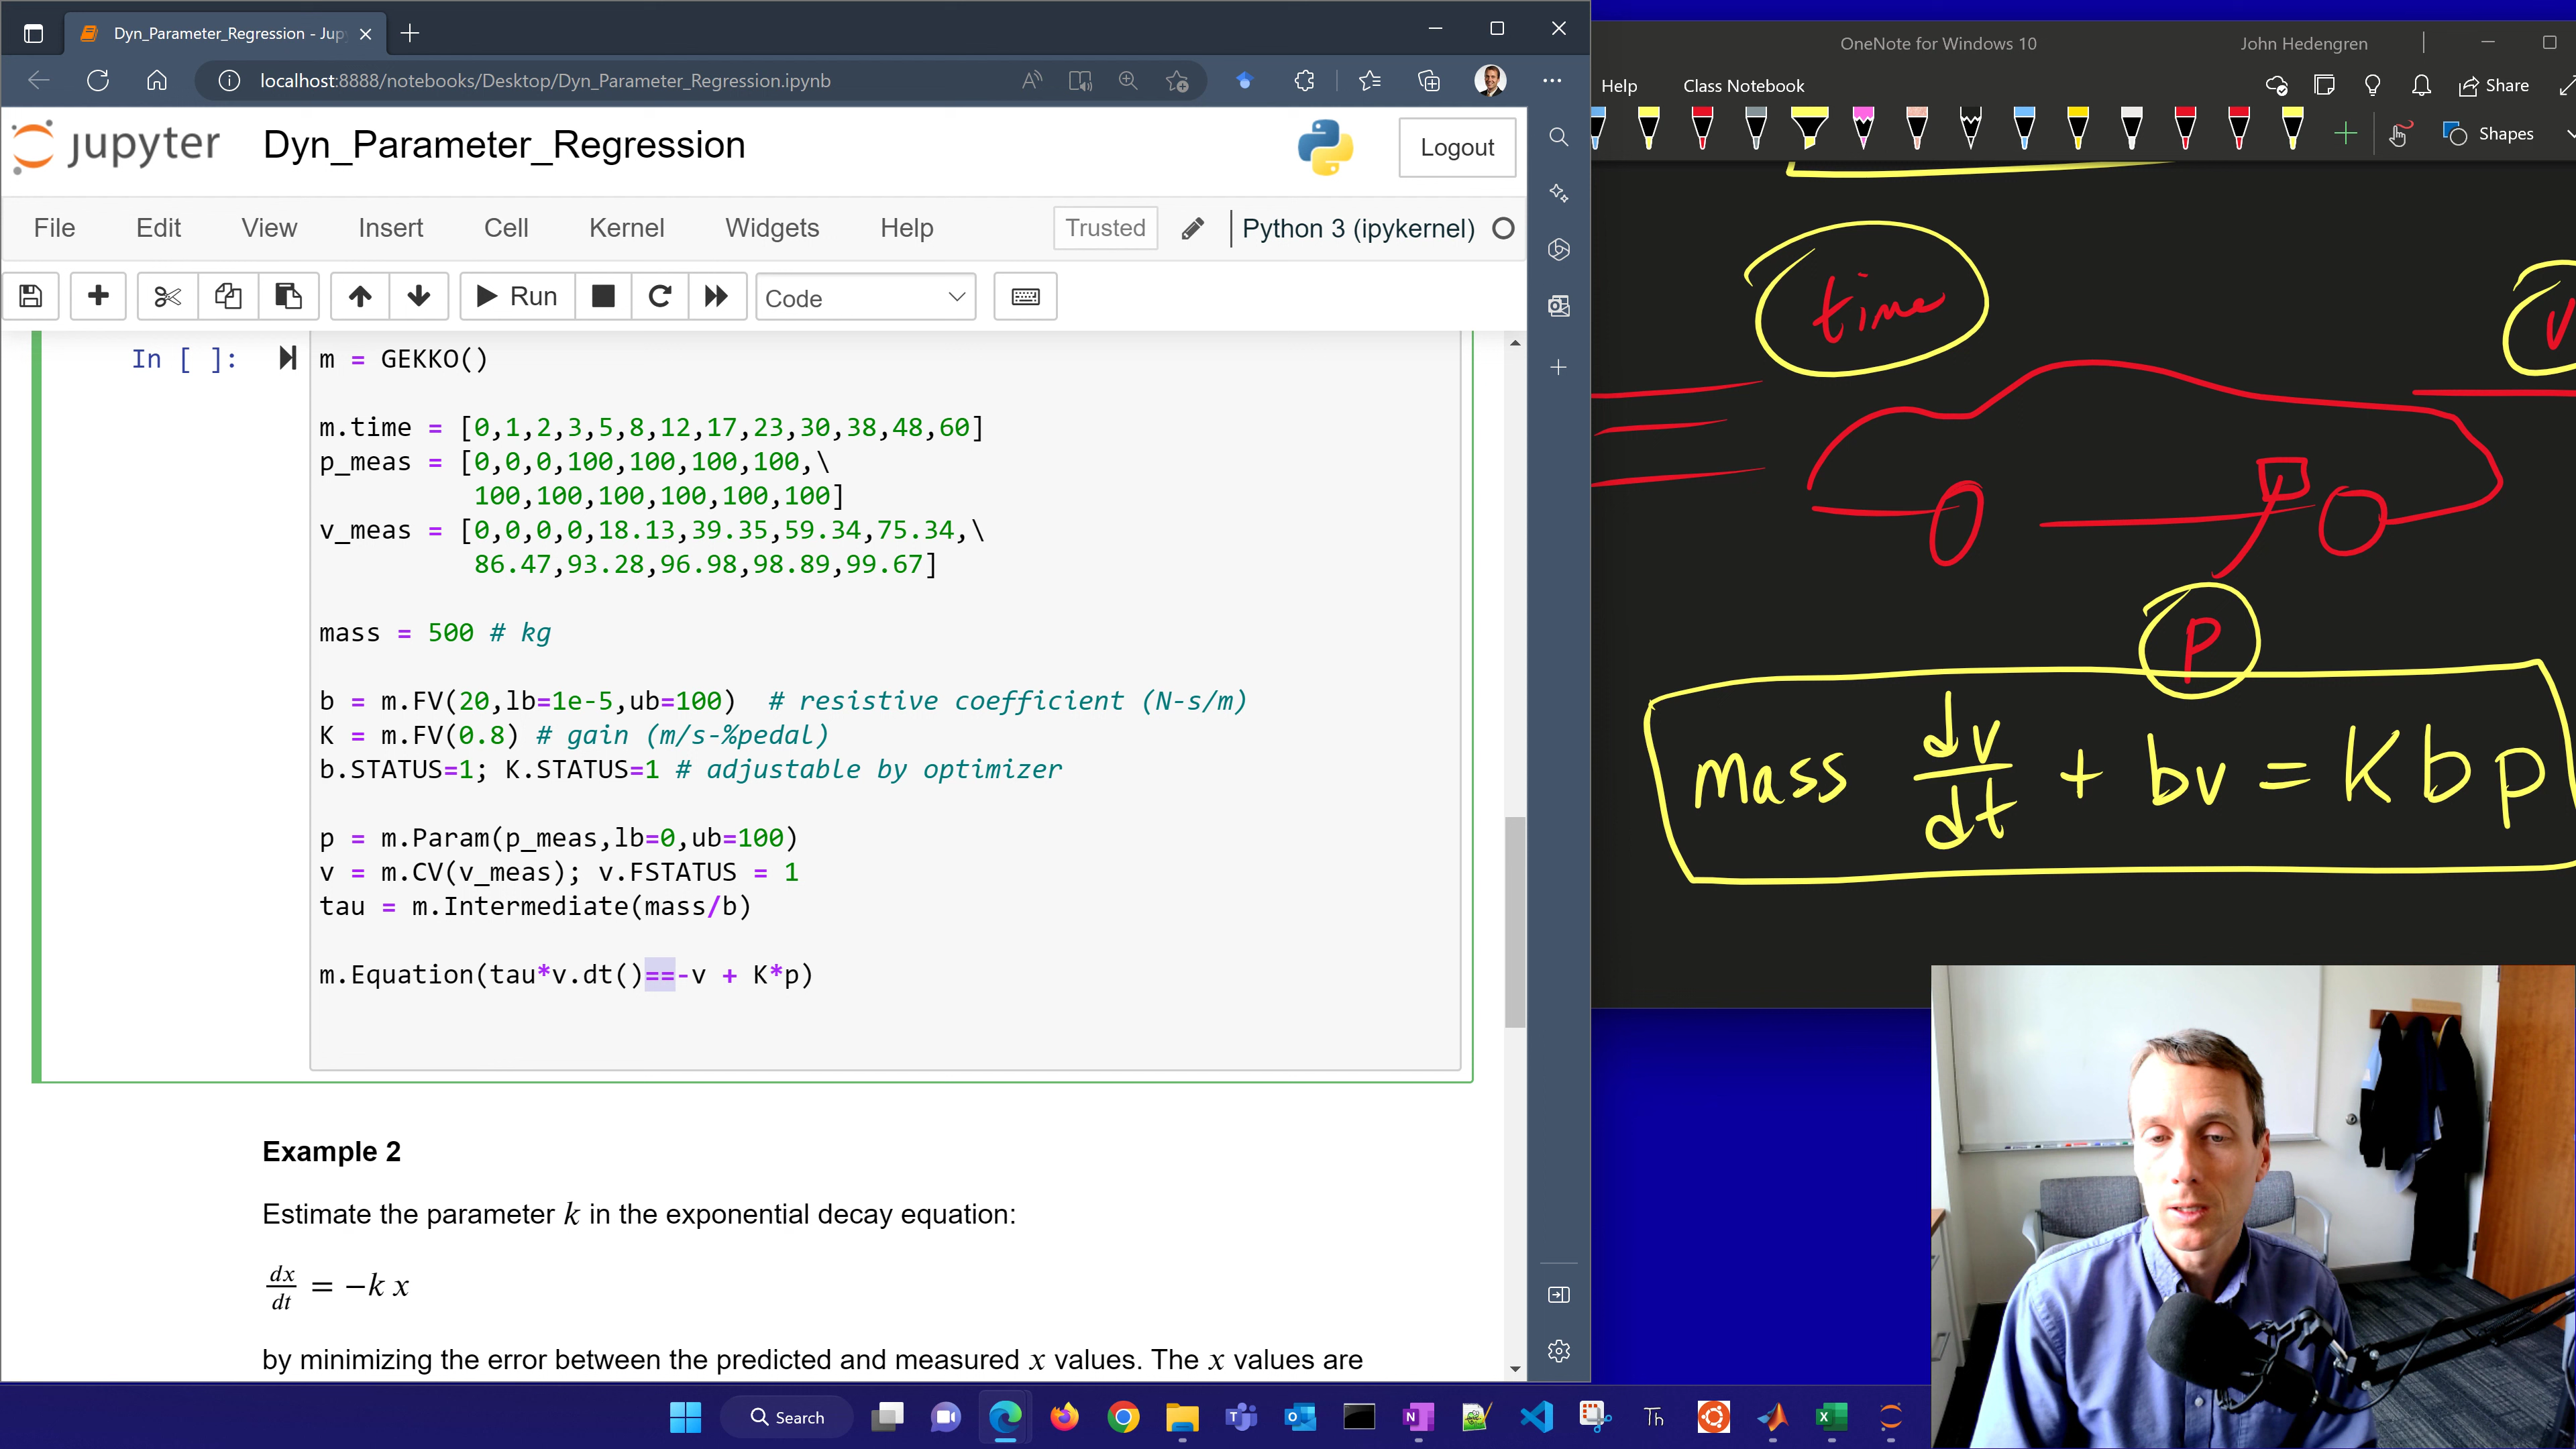 Dyn_Parameter_Regression - Jup
localhost:8888/notebooks/Desktop/Dyn_Parameter_Regression.ipynb
jupyter Dyn_Parameter_Regression
Logout
File Edit View Insert Cell Kernel Widgets Help Trusted Python 3 (ipykernel)
Run Code
In [ ]: m = GEKKO()
m.time = [0,1,2,3,5,8,12,17,23,30,38,48,60]
p_meas = [0,0,0,100,100,100,100,\
100,100,100,100,100,100]
v_meas = [0,0,0,0,18.13,39.35,59.34,75.34,\
86.47,93.28,96.98,98.89,99.67]
mass = 500 # kg
b = m.FV(20,lb=1e-5,ub=100)  # resistive coefficient (N-s/m)
K = m.FV(0.8) # gain (m/s-%pedal)
b.STATUS=1; K.STATUS=1 # adjustable by optimizer
p = m.Param(p_meas,lb=0,ub=100)
v = m.CV(v_meas); v.FSTATUS = 1
tau = m.Intermediate(mass/b)
m.Equation(tau*v.dt()==-v + K*p)
Example 2
Estimate the parameter k in the exponential decay equation:
dx/dt = −k x
by minimizing the error between the predicted and measured x values. The x values are
OneNote for Windows 10 John Hedengren
Help Class Notebook Share
Shapes
time
v
p
mass dv/dt + bv = K b p
Search